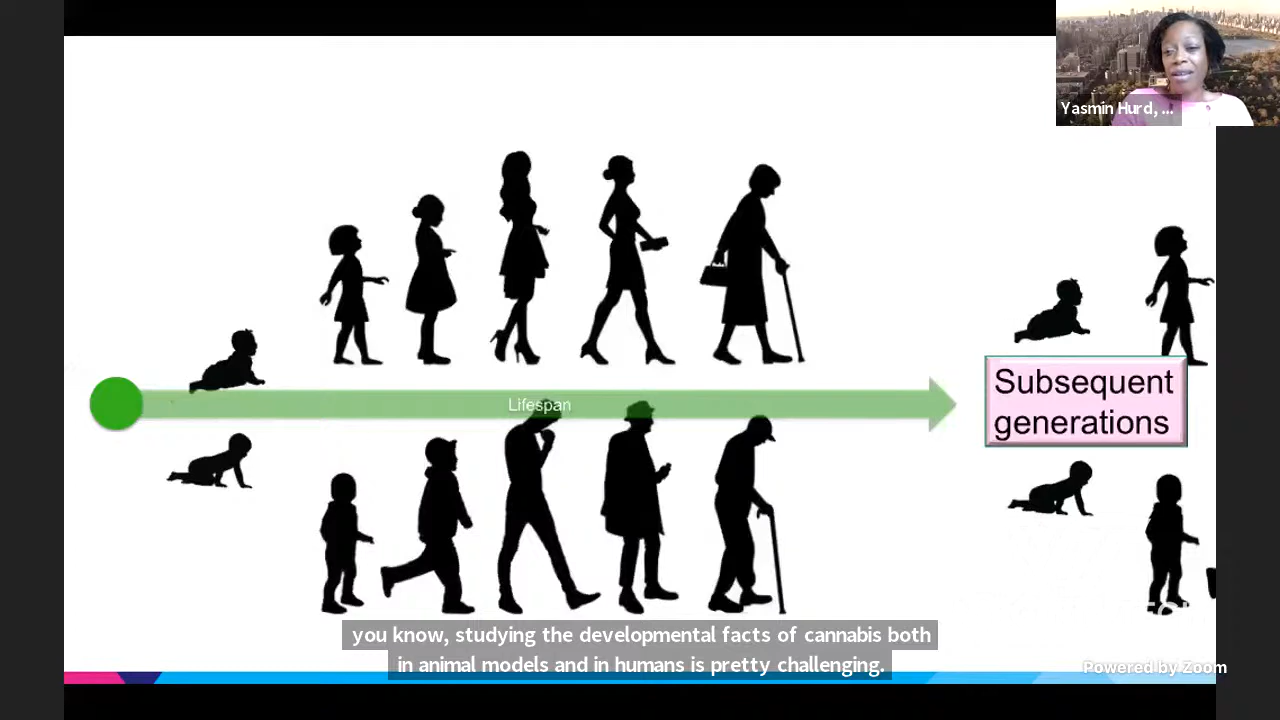 Yasmin Hurd, ...
Lifespan
Subsequent
generations
you know, studying the developmental facts of cannabis both
in animal models and in humans is pretty challenging.
Powered by Zoom